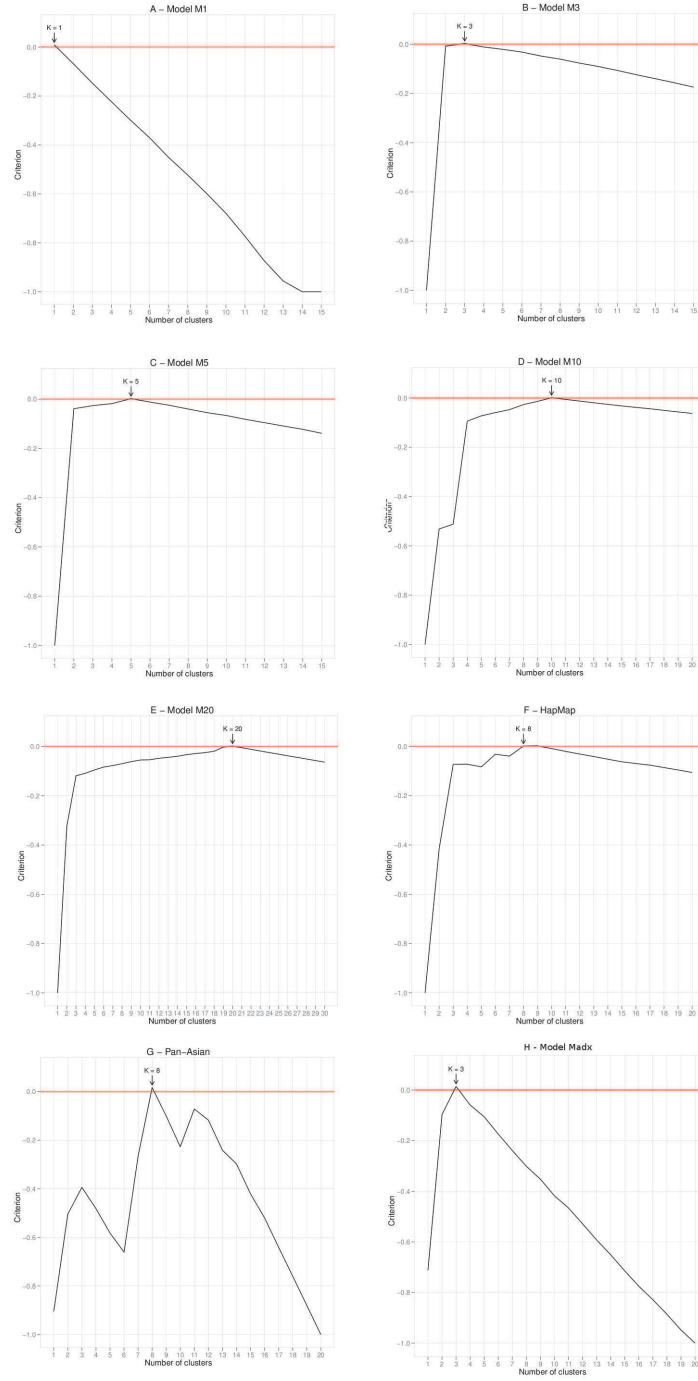 A – Model M1
K = 1
0.0
−0.2
−0.4
−0.6
−0.8
−1.0
Criterion
1 2 3 4 5 6 7 8 9 10 11 12 13 14 15
Number of clusters
B – Model M3
K = 3
0.0
−0.2
−0.4
−0.6
−0.8
−1.0
Criterion
1 2 3 4 5 6 7 8 9 10 11 12 13 14 15
Number of clusters
C – Model M5
K = 5
0.0
−0.2
−0.4
−0.6
−0.8
−1.0
Criterion
1 2 3 4 5 6 7 8 9 10 11 12 13 14 15
Number of clusters
D – Model M10
K = 10
0.0
−0.2
−0.4
−0.6
−0.8
−1.0
Criterion
1 2 3 4 5 6 7 8 9 10 11 12 13 14 15 16 17 18 19 20
Number of clusters
E – Model M20
K = 20
0.0
−0.2
−0.4
−0.6
−0.8
−1.0
Criterion
1 2 3 4 5 6 7 8 9 10 11 12 13 14 15 16 17 18 19 20 21 22 23 24 25 26 27 28 29 30
Number of clusters
F – HapMap
K = 8
0.0
−0.2
−0.4
−0.6
−0.8
−1.0
Criterion
1 2 3 4 5 6 7 8 9 10 11 12 13 14 15 16 17 18 19 20
Number of clusters
G – Pan−Asian
K = 8
0.0
−0.2
−0.4
−0.6
−0.8
−1.0
Criterion
1 2 3 4 5 6 7 8 9 10 11 12 13 14 15 16 17 18 19 20
Number of clusters
H - Model Madx
K = 3
0.0
−0.2
−0.4
−0.6
−0.8
−1.0
Criterion
1 2 3 4 5 6 7 8 9 10 11 12 13 14 15 16 17 18 19 20
Number of clusters